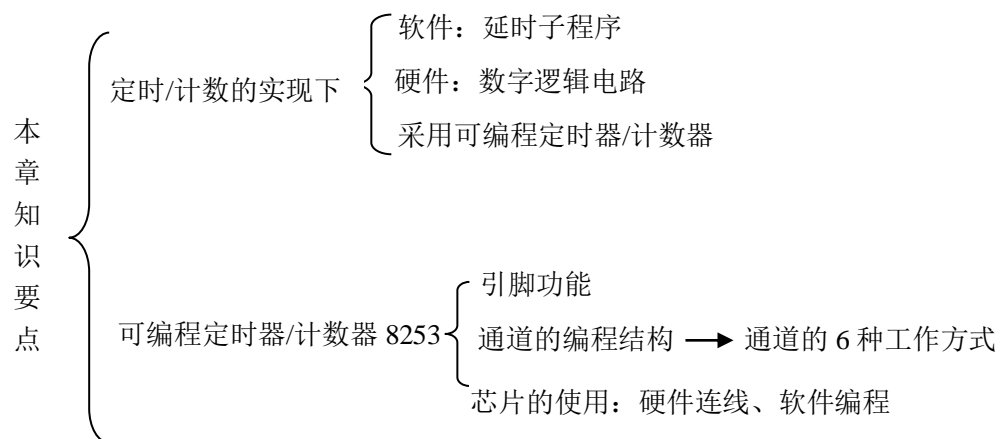 本章知识要点
定时/计数的实现下
软件：延时子程序
硬件：数字逻辑电路
采用可编程定时器/计数器
可编程定时器/计数器 8253
引脚功能
通道的编程结构 → 通道的 6 种工作方式
芯片的使用：硬件连线、软件编程